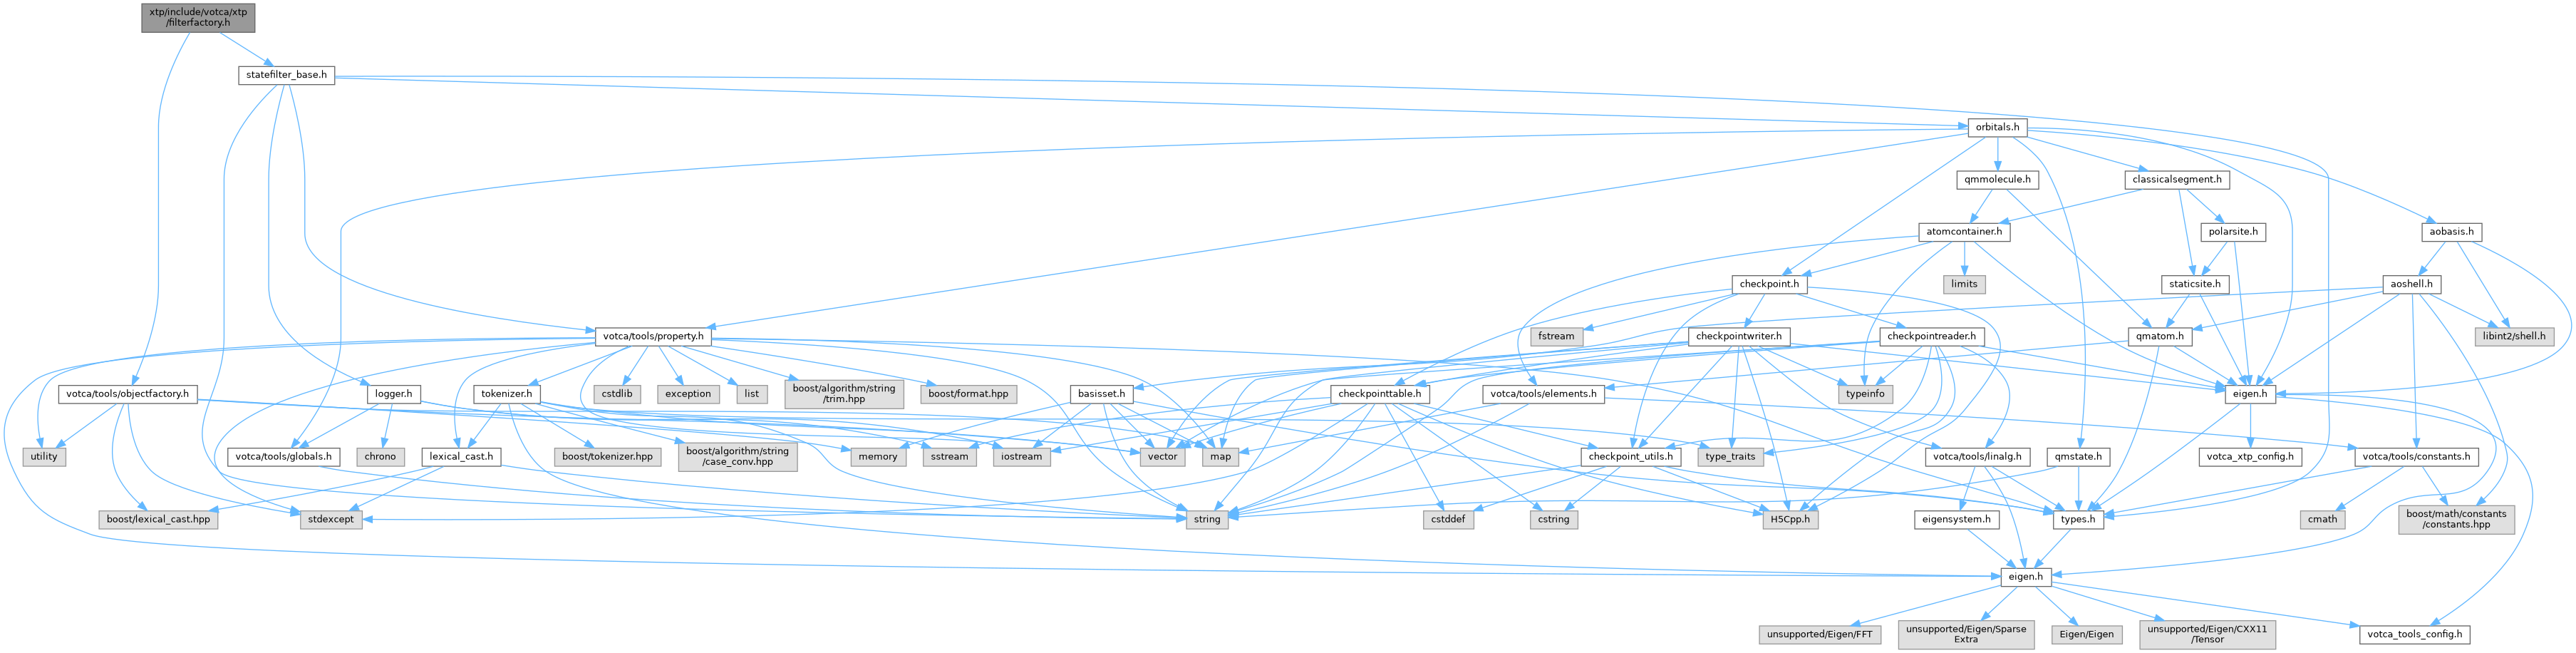 xtp/include/votca/xtp
/filterfactory.h
statefilter_base.h
orbitals.h
qmmolecule.h
classicalsegment.h
atomcontainer.h
polarsite.h
aobasis.h
checkpoint.h
limits
staticsite.h
aoshell.h
votca/tools/property.h
fstream
checkpointwriter.h
checkpointreader.h
qmatom.h
libint2/shell.h
votca/tools/objectfactory.h
logger.h
tokenizer.h
cstdlib
exception
list
boost/algorithm/string
/trim.hpp
boost/format.hpp
basisset.h
checkpointtable.h
votca/tools/elements.h
typeinfo
eigen.h
utility
votca/tools/globals.h
chrono
lexical_cast.h
boost/tokenizer.hpp
boost/algorithm/string
/case_conv.hpp
memory
sstream
iostream
vector
map
type_traits
checkpoint_utils.h
votca/tools/linalg.h
qmstate.h
votca_xtp_config.h
votca/tools/constants.h
boost/lexical_cast.hpp
stdexcept
string
cstddef
cstring
H5Cpp.h
eigensystem.h
types.h
cmath
boost/math/constants
/constants.hpp
eigen.h
unsupported/Eigen/FFT
unsupported/Eigen/Sparse
Extra
Eigen/Eigen
unsupported/Eigen/CXX11
/Tensor
votca_tools_config.h